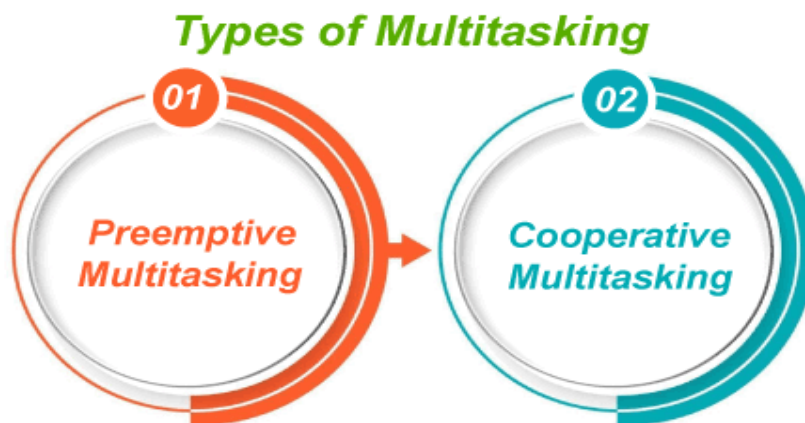 Types of Multitasking
01
Preemptive
Multitasking
02
Cooperative
Multitasking